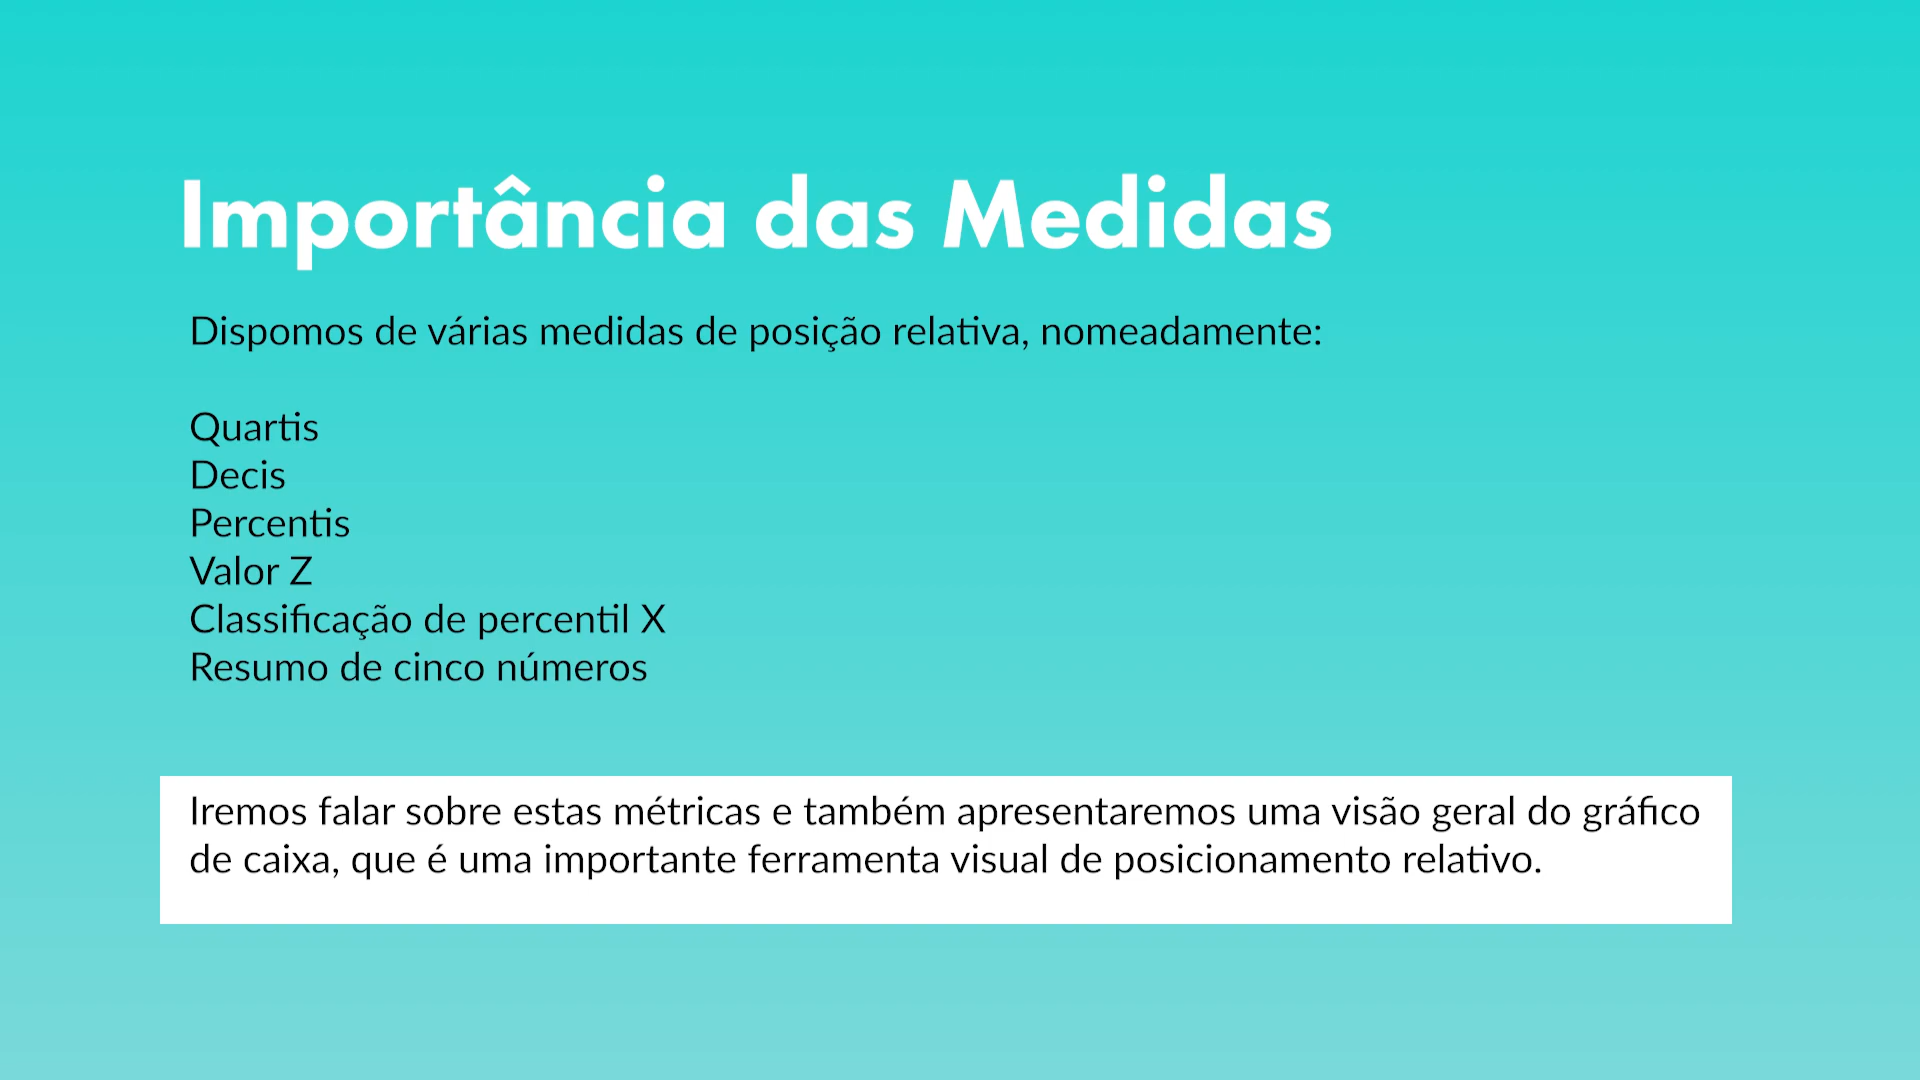 Importância das Medidas
Dispomos de várias medidas de posição relativa, nomeadamente:
Quartis
Decis
Percentis
Valor Z
Classificação de percentil X
Resumo de cinco números
Iremos falar sobre estas métricas e também apresentaremos uma visão geral do gráfico
de caixa, que é uma importante ferramenta visual de posicionamento relativo.